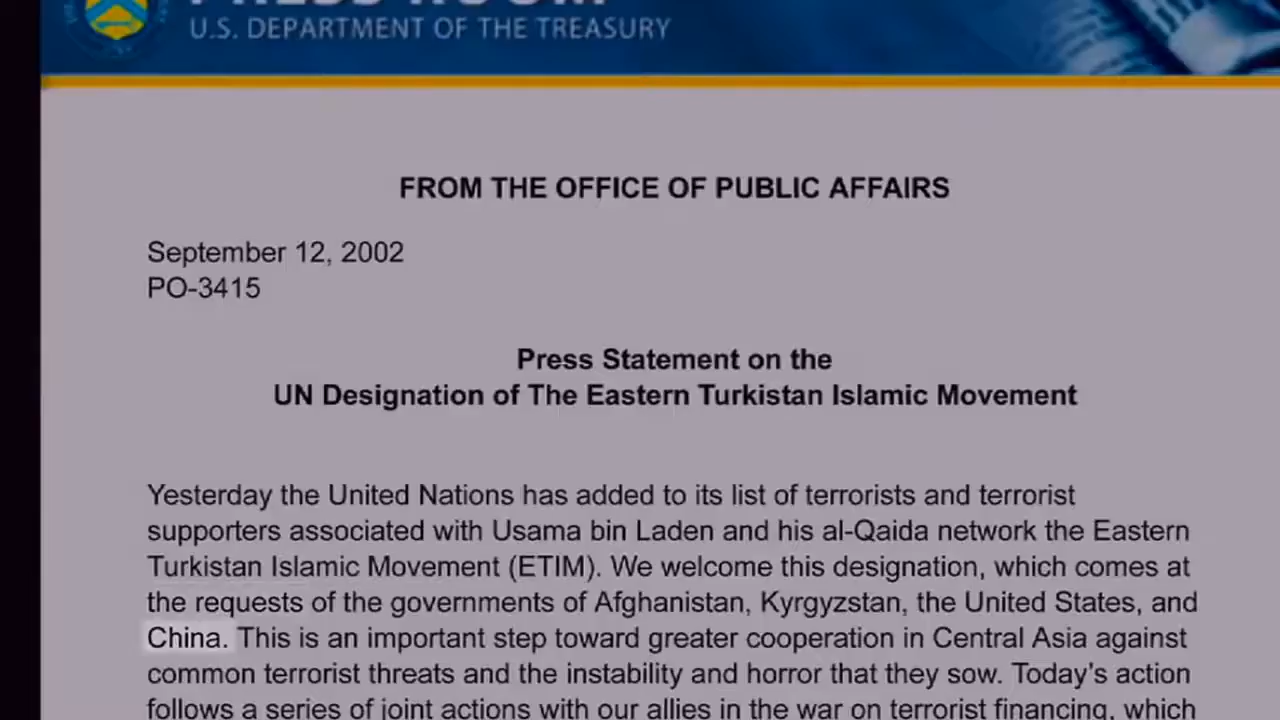 PRESS ROOM
U.S. DEPARTMENT OF THE TREASURY
FROM THE OFFICE OF PUBLIC AFFAIRS
September 12, 2002
PO-3415
Press Statement on the
UN Designation of The Eastern Turkistan Islamic Movement
Yesterday the United Nations has added to its list of terrorists and terrorist
supporters associated with Usama bin Laden and his al-Qaida network the Eastern
Turkistan Islamic Movement (ETIM). We welcome this designation, which comes at
the requests of the governments of Afghanistan, Kyrgyzstan, the United States, and
China. This is an important step toward greater cooperation in Central Asia against
common terrorist threats and the instability and horror that they sow. Today's action
follows a series of joint actions with our allies in the war on terrorist financing, which